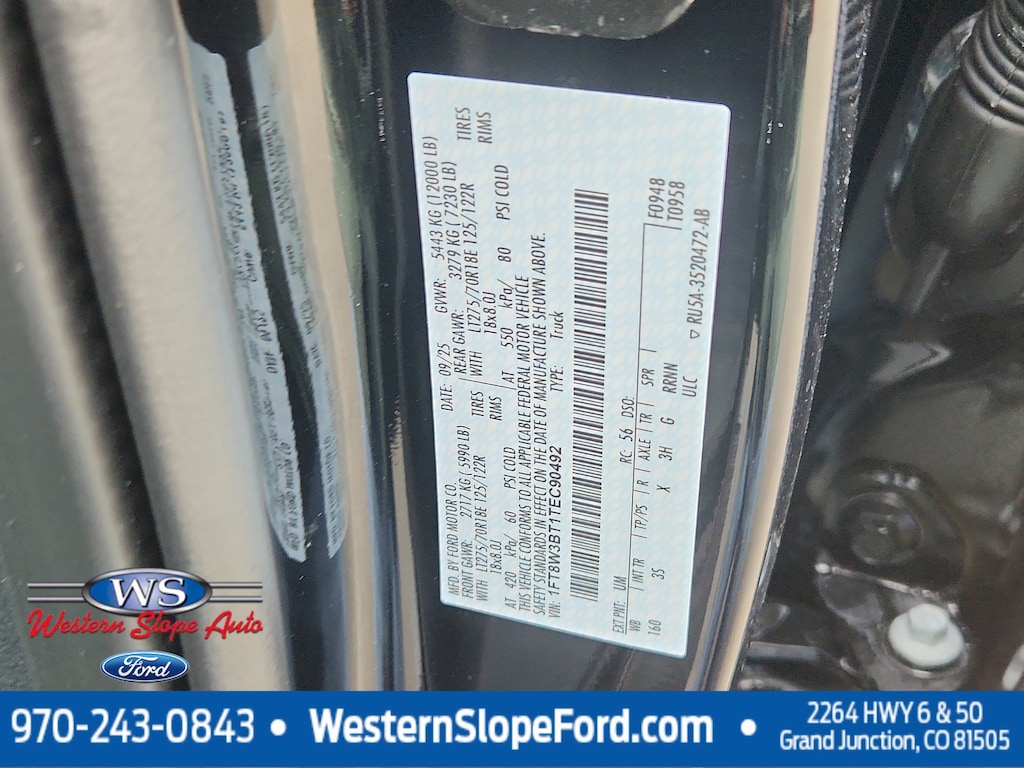 MFD. BY FORD MOTOR CO.
DATE: 09/25 GVWR: 5443 KG (12000 LB)
FRONT GAWR: 2717 KG (5990 LB) REAR GAWR: 3279 KG (7230 LB)
WITH LT275/70R18E 125/122R TIRES WITH LT275/70R18E 125/122R TIRES
18x8.0J RIMS 18x8.0J RIMS
AT 420 kPa/ 60 PSI COLD AT 550 kPa/ 80 PSI COLD
THIS VEHICLE CONFORMS TO ALL APPLICABLE FEDERAL MOTOR VEHICLE
SAFETY STANDARDS IN EFFECT ON THE DATE OF MANUFACTURE SHOWN ABOVE.
VIN: 1FT8W3BT1TEC90492 TYPE: Truck
F0948
T0958
EXT PNT: UM RC: 56 DSO:
WB INT TR TP/PS R AXLE TR SPR
160 3S X 3H G RRNN
ULC
▽ RU5A-3520472-AB
WS
Western Slope Auto
Ford
970-243-0843 • WesternSlopeFord.com •
2264 HWY 6 & 50
Grand Junction, CO 81505